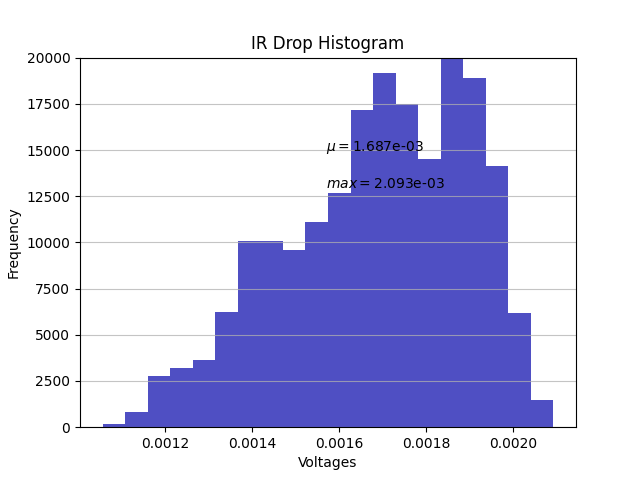 IR Drop Histogram
20000
17500
15000
12500
10000
7500
5000
2500
0
Frequency
μ = 1.687e-03
max = 2.093e-03
0.0012 0.0014 0.0016 0.0018 0.0020
Voltages